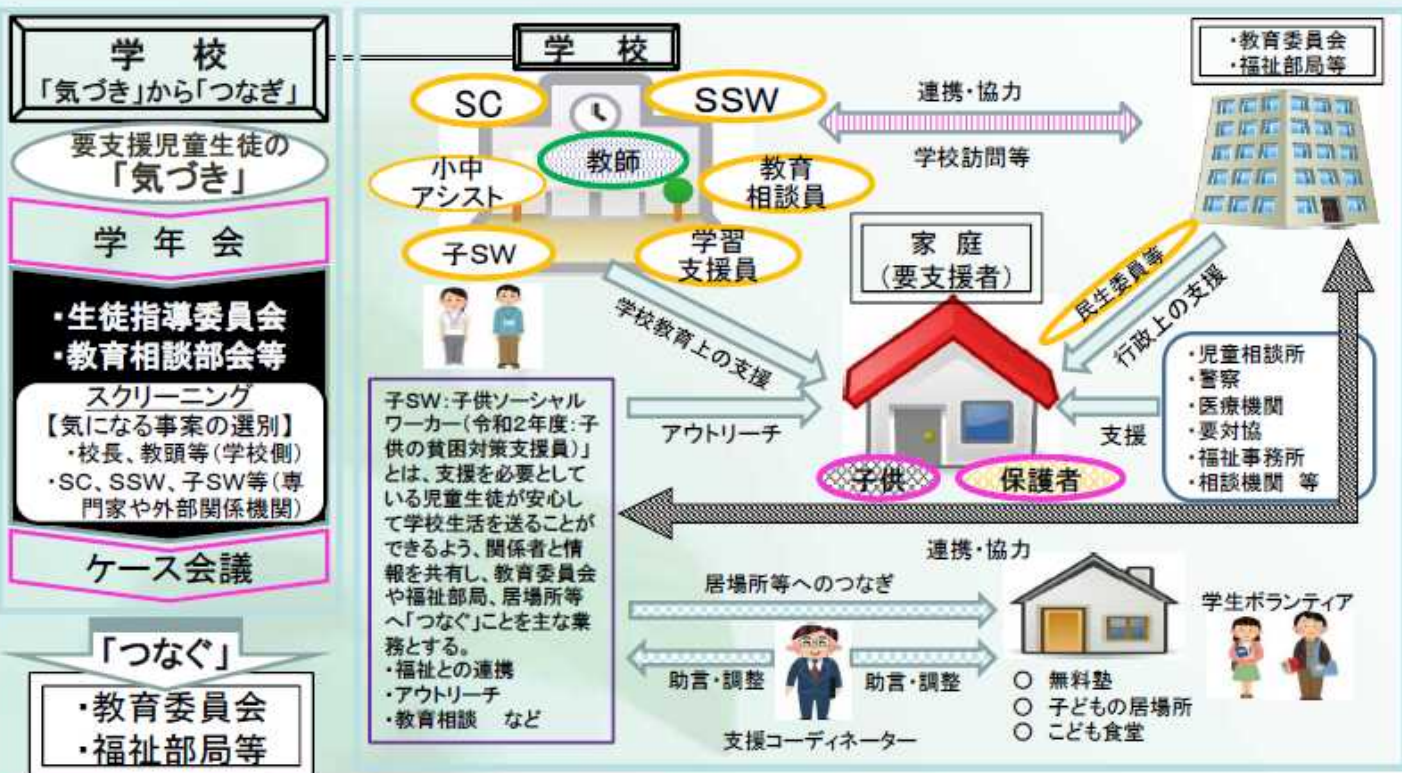 学　校
「気づき」から「つなぎ」
要支援児童生徒の
「気づき」
学 年 会
・生徒指導委員会
・教育相談部会等
スクリーニング
【気になる事案の選別】
・校長、教頭等(学校側)
・SC、SSW、子SW等(専
門家や外部関係機関)
ケース会議
「つなぐ」
・教育委員会
・福祉部局等
学　校
SC
SSW
教師
小中
アシスト
教育
相談員
子SW
学習
支援員
連携・協力
学校訪問等
・教育委員会
・福祉部局等
家 庭
(要支援者)
学校教育上の支援
民生委員等
行政上の支援
アウトリーチ
支援
・児童相談所
・警察
・医療機関
・要対協
・福祉事務所
・相談機関 等
子供
保護者
子SW:子供ソーシャル
ワーカー(令和2年度:子
供の貧困対策支援員)」
とは、支援を必要として
いる児童生徒が安心し
て学校生活を送ることが
できるよう、関係者と情
報を共有し、教育委員会
や福祉部局、居場所等
へ「つなぐ」ことを主な業
務とする。
・福祉との連携
・アウトリーチ
・教育相談　など
連携・協力
居場所等へのつなぎ
助言・調整
助言・調整
支援コーディネーター
学生ボランティア
○ 無料塾
○ 子どもの居場所
○ こども食堂